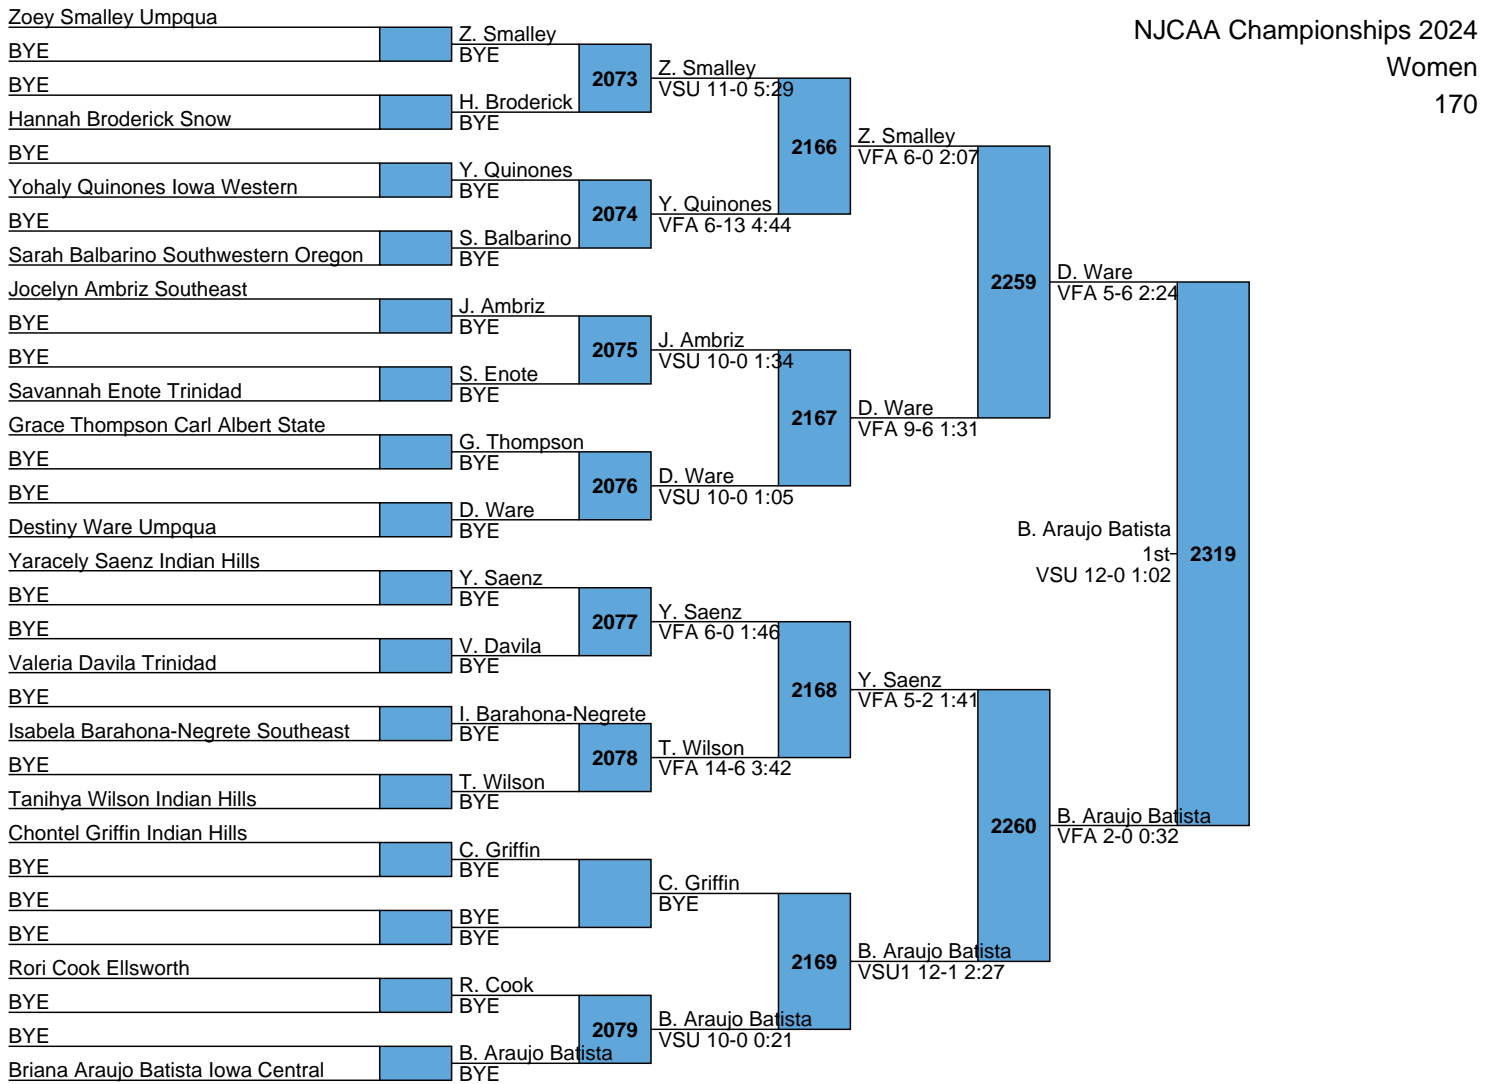 NJCAA Championships 2024
Women
170
Zoey Smalley Umpqua
BYE
BYE
Hannah Broderick Snow
BYE
Yohaly Quinones Iowa Western
BYE
Sarah Balbarino Southwestern Oregon
Jocelyn Ambriz Southeast
BYE
BYE
Savannah Enote Trinidad
Grace Thompson Carl Albert State
BYE
BYE
Destiny Ware Umpqua
Yaracely Saenz Indian Hills
BYE
BYE
Valeria Davila Trinidad
BYE
Isabela Barahona-Negrete Southeast
BYE
Tanihya Wilson Indian Hills
Chontel Griffin Indian Hills
BYE
BYE
BYE
Rori Cook Ellsworth
BYE
BYE
Briana Araujo Batista Iowa Central
Z. Smalley
BYE
H. Broderick
BYE
Y. Quinones
BYE
S. Balbarino
BYE
J. Ambriz
BYE
S. Enote
BYE
G. Thompson
BYE
D. Ware
BYE
Y. Saenz
BYE
V. Davila
BYE
I. Barahona-Negrete
BYE
T. Wilson
BYE
C. Griffin
BYE
BYE
BYE
R. Cook
BYE
B. Araujo Batista
BYE
2073
2074
2075
2076
2077
2078
2079
Z. Smalley
VSU 11-0 5:29
Y. Quinones
VFA 6-13 4:44
J. Ambriz
VSU 10-0 1:34
D. Ware
VSU 10-0 1:05
Y. Saenz
VFA 6-0 1:46
T. Wilson
VFA 14-6 3:42
C. Griffin
BYE
B. Araujo Batista
VSU 10-0 0:21
2166
2167
2168
2169
Z. Smalley
VFA 6-0 2:07
D. Ware
VFA 9-6 1:31
Y. Saenz
VFA 5-2 1:41
B. Araujo Batista
VSU1 12-1 2:27
2259
2260
D. Ware
VFA 5-6 2:24
B. Araujo Batista
VFA 2-0 0:32
B. Araujo Batista
1st
VSU 12-0 1:02
2319